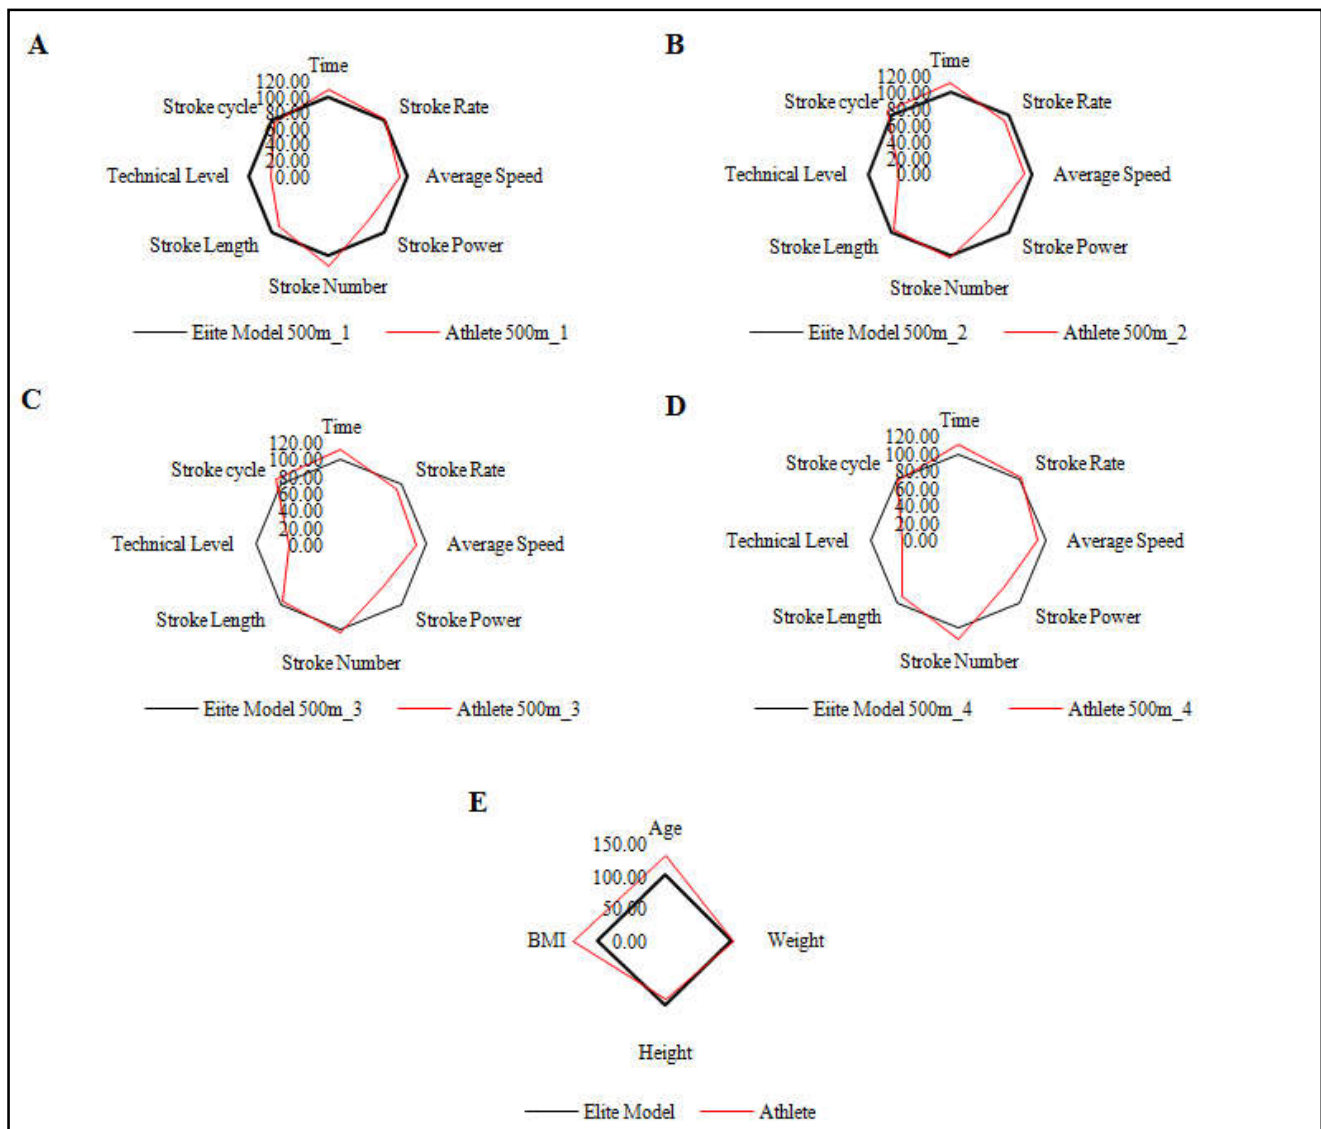 A
Time
120.00
100.00
80.00
60.00
40.00
20.00
0.00
Stroke cycle
Stroke Rate
Technical Level
Average Speed
Stroke Length
Stroke Power
Stroke Number
Eiite Model 500m_1
Athlete 500m_1
B
Time
120.00
100.00
80.00
60.00
40.00
20.00
0.00
Stroke cycle
Stroke Rate
Technical Level
Average Speed
Stroke Length
Stroke Power
Stroke Number
Eiite Model 500m_2
Athlete 500m_2
C
Time
120.00
100.00
80.00
60.00
40.00
20.00
0.00
Stroke cycle
Stroke Rate
Technical Level
Average Speed
Stroke Length
Stroke Power
Stroke Number
Eiite Model 500m_3
Athlete 500m_3
D
Time
120.00
100.00
80.00
60.00
40.00
20.00
0.00
Stroke cycle
Stroke Rate
Technical Level
Average Speed
Stroke Length
Stroke Power
Stroke Number
Eiite Model 500m_4
Athlete 500m_4
E
Age
150.00
100.00
50.00
0.00
BMI
Weight
Height
Elite Model
Athlete